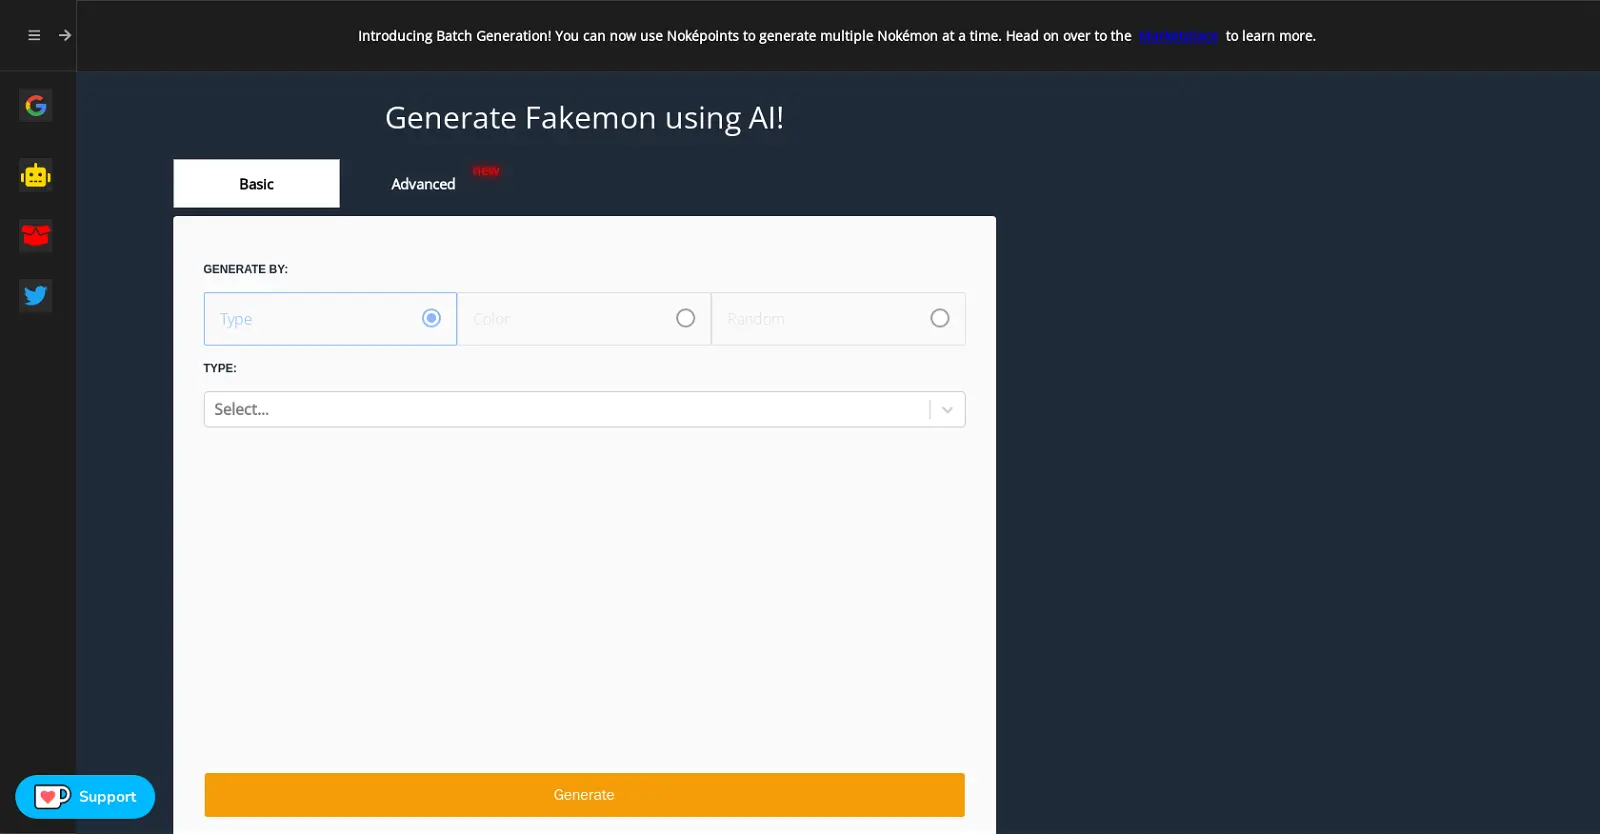 Introducing Batch Generation! You can now use Noképoints to generate multiple Nokémon at a time. Head on over to the Marketplace to learn more.
Generate Fakemon using AI!
Basic
Advanced
new
GENERATE BY:
Type
Color
Random
TYPE:
Select...
Generate
Support